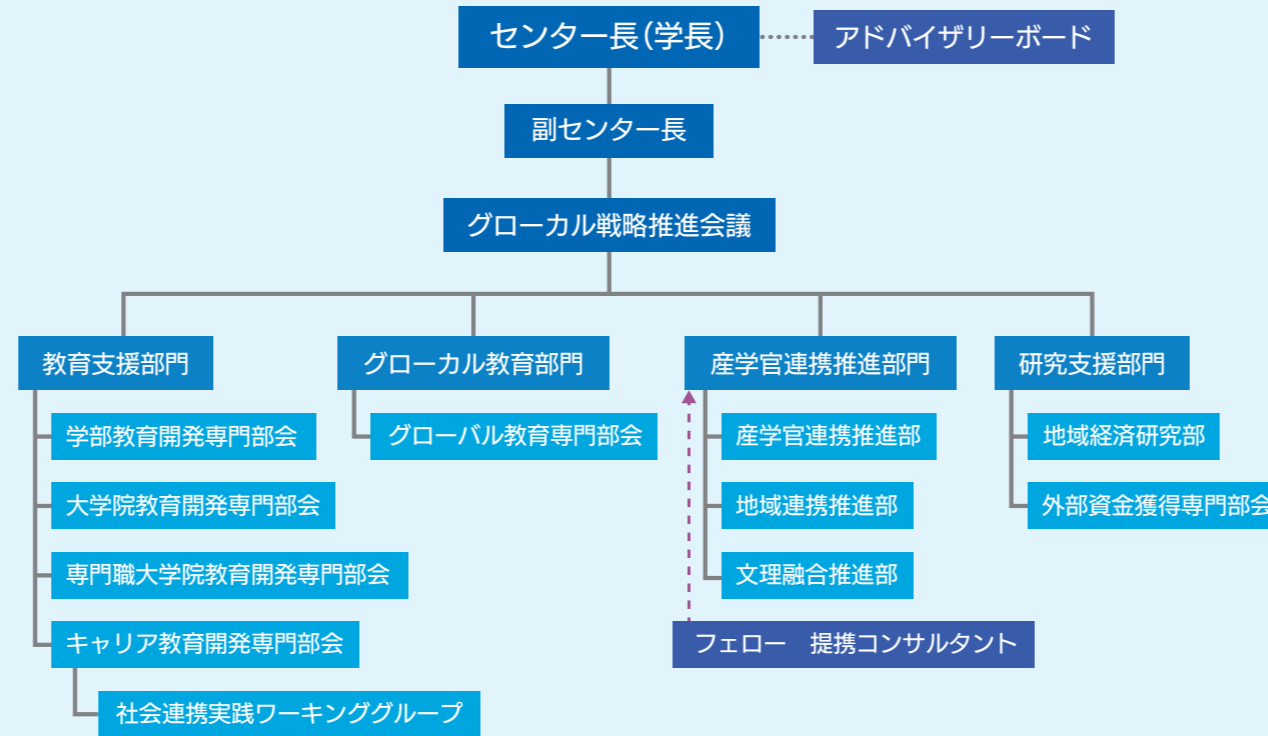 センター長(学長)
アドバイザリーボード
副センター長
グローカル戦略推進会議
教育支援部門
学部教育開発専門部会
大学院教育開発専門部会
専門職大学院教育開発専門部会
キャリア教育開発専門部会
社会連携実践ワーキンググループ
グローカル教育部門
グローバル教育専門部会
産学官連携推進部門
産学官連携推進部
地域連携推進部
文理融合推進部
フェロー　提携コンサルタント
研究支援部門
地域経済研究部
外部資金獲得専門部会